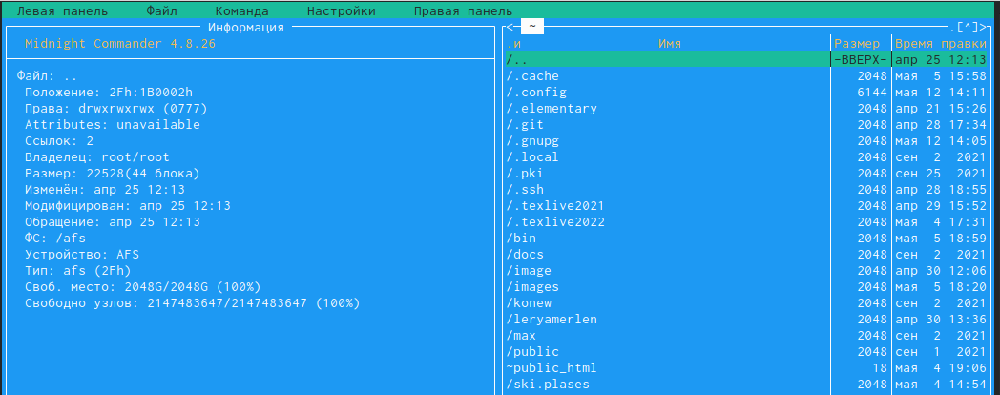 Левая панель Файл Команда Настройки Правая панель
Информация
Midnight Commander 4.8.26
Файл: ..
Положение: 2Fh:1B0002h
Права: drwxrwxrwx (0777)
Attributes: unavailable
Ссылок: 2
Владелец: root/root
Размер: 22528(44 блока)
Изменён: апр 25 12:13
Модифицирован: апр 25 12:13
Обращение: апр 25 12:13
ФС: /afs
Устройство: AFS
Тип: afs (2Fh)
Своб. место: 2048G/2048G (100%)
Свободно узлов: 2147483647/2147483647 (100%)
<- ~ .[^]>
.и Имя Размер Время правки
/.. -ВВЕРХ- апр 25 12:13
/.cache 2048 мая 5 15:58
/.config 6144 мая 12 14:11
/.elementary 2048 апр 21 15:26
/.git 2048 апр 28 17:34
/.gnupg 2048 мая 12 14:05
/.local 2048 сен 2 2021
/.pki 2048 сен 25 2021
/.ssh 2048 апр 28 18:55
/.texlive2021 2048 апр 29 15:52
/.texlive2022 2048 мая 4 17:31
/bin 2048 мая 5 18:59
/docs 2048 сен 2 2021
/image 2048 апр 30 12:06
/images 2048 мая 5 18:20
/konew 2048 сен 2 2021
/leryamerlen 2048 апр 30 13:36
/max 2048 сен 2 2021
/public 2048 сен 1 2021
~public_html 18 мая 4 19:06
/ski.plases 2048 мая 4 14:54